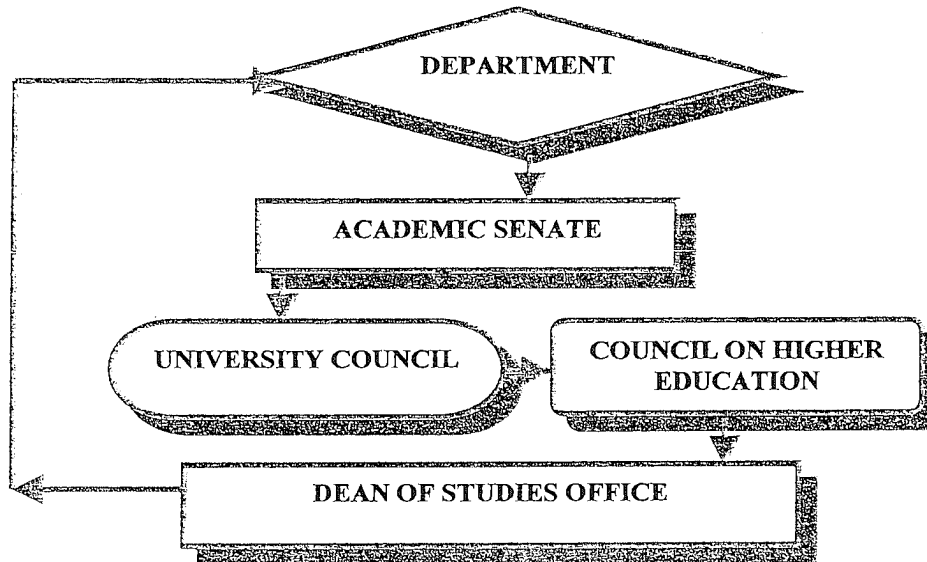 DEPARTMENT
ACADEMIC SENATE
UNIVERSITY COUNCIL
COUNCIL ON HIGHER
EDUCATION
DEAN OF STUDIES OFFICE